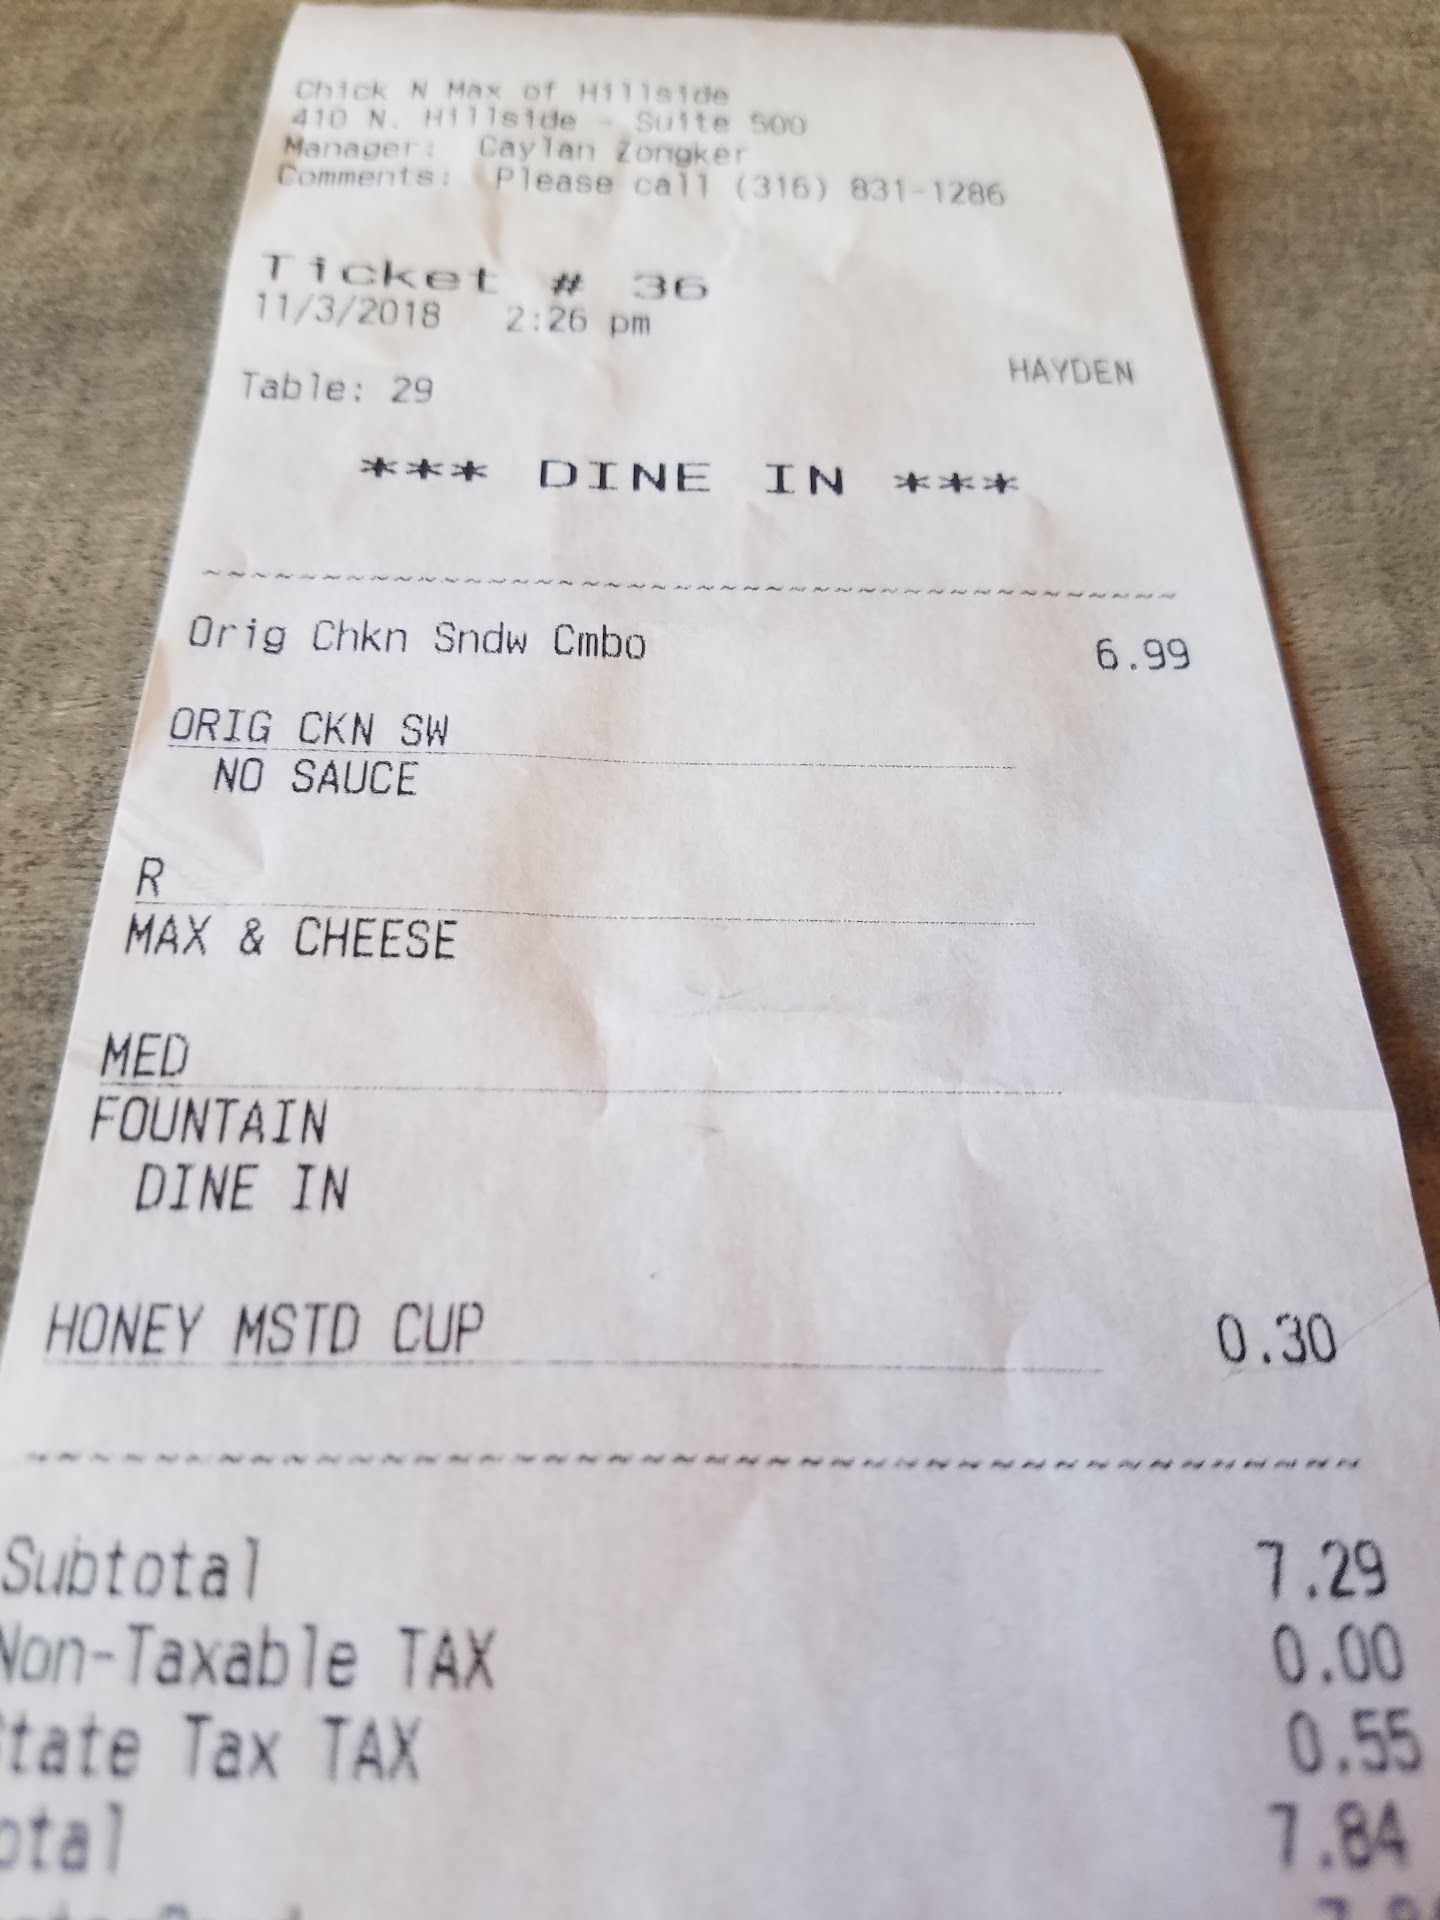 Chick N Max of Hillside
410 N. Hillside - Suite 500
Manager: Caylan Zongker
Comments: Please call (316) 831-1286
Ticket # 36
11/3/2018 2:26 pm
HAYDEN
Table: 29
*** DINE IN ***
~~~~~~~~~~~~~~~~~~~~~~~~~~~~~~~~~~~~~~~~
Orig Chkn Sndw Cmbo 6.99
ORIG CKN SW
NO SAUCE
R
MAX & CHEESE
MED
FOUNTAIN
DINE IN
HONEY MSTD CUP 0.30
~~~~~~~~~~~~~~~~~~~~~~~~~~~~~~~~~~~~~~~~
Subtotal 7.29
Non-Taxable TAX 0.00
State Tax TAX 0.55
otal 7.84